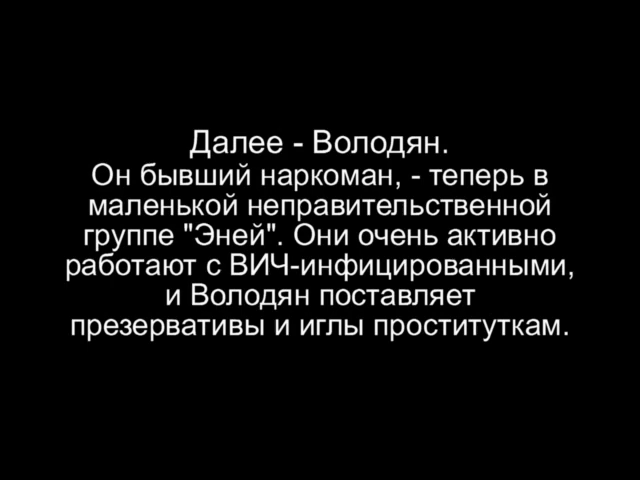 Далее - Володян.
Он бывший наркоман, - теперь в
маленькой неправительственной
группе "Эней". Они очень активно
работают с ВИЧ-инфицированными,
и Володян поставляет
презервативы и иглы проституткам.